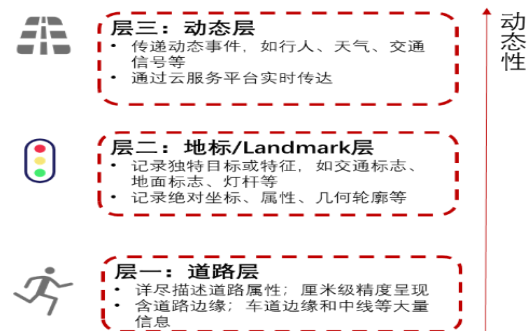 层三：动态层
• 传递动态事件，如行人、天气、交通
信号等
• 通过云服务平台实时传达
动态性
层二：地标/Landmark层
• 记录独特目标或特征，如交通标志、
地面标志、灯杆等
• 记录绝对坐标、属性、几何轮廓等
层一：道路层
• 详尽描述道路属性；厘米级精度呈现
• 含道路边缘；车道边缘和中线等大量
信息